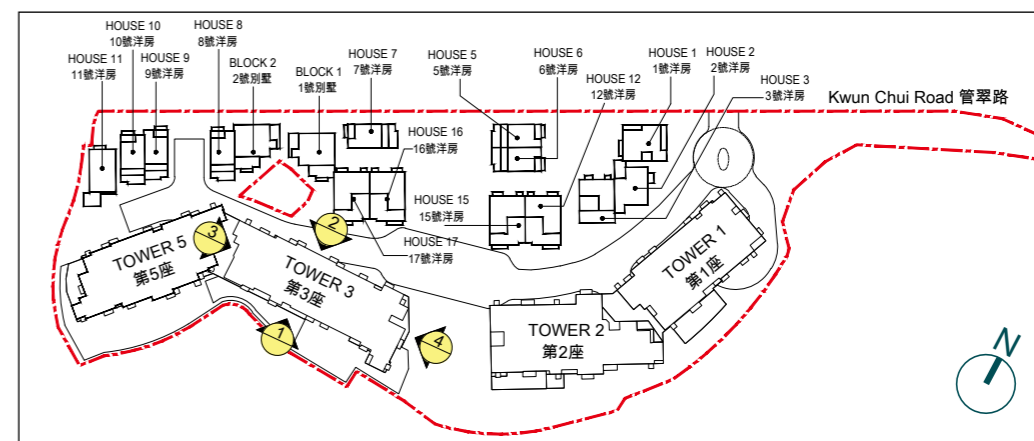 HOUSE 10
10號洋房
HOUSE 8
8號洋房
HOUSE 11
11號洋房
HOUSE 9
9號洋房
BLOCK 2
2號別墅
BLOCK 1
1號別墅
HOUSE 7
7號洋房
HOUSE 5
5號洋房
HOUSE 6
6號洋房
HOUSE 12
12號洋房
HOUSE 1
1號洋房
HOUSE 2
2號洋房
HOUSE 3
3號洋房
Kwun Chui Road 管翠路
HOUSE 16
16號洋房
HOUSE 15
15號洋房
HOUSE 17
17號洋房
TOWER 5
第5座
TOWER 3
第3座
TOWER 2
第2座
TOWER 1
第1座
3
2
1
4
N